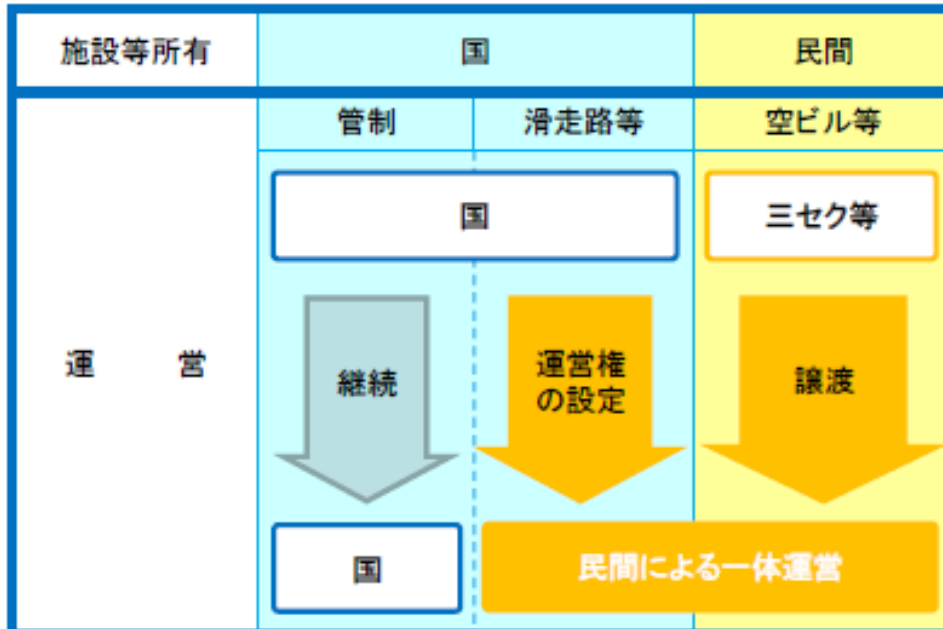 施設等所有
国
民間
管制
滑走路等
空ビル等
国
三セク等
運 営
継続
運営権
の設定
譲渡
国
民間による一体運営